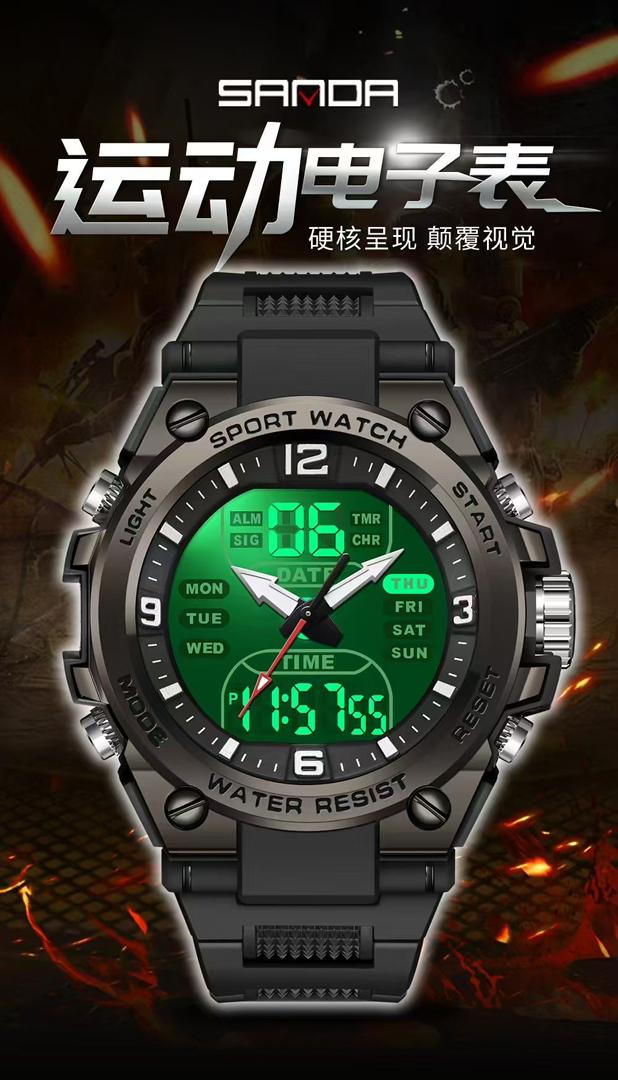 SANDA
运动电子表
硬核呈现 颠覆视觉
SPORT WATCH
12
LIGHT
START
ALM 06 TMR
SIG CHR
DATE
MON THU
TUE FRI
WED SAT
SUN
9
3
TIME
P 11:57 55
MODE
RESET
6
WATER RESIST